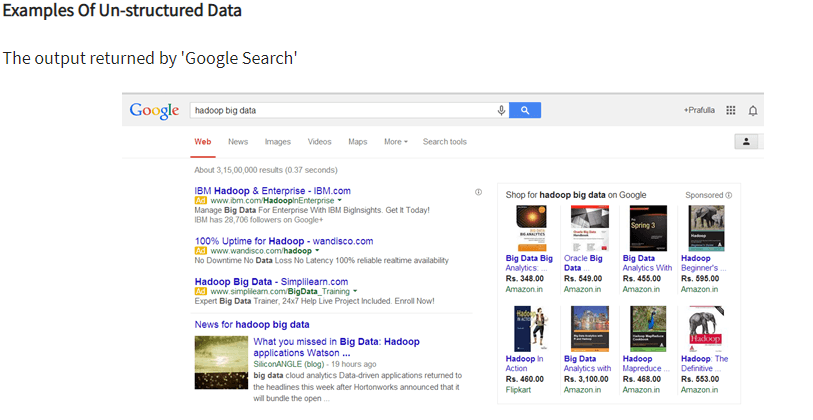 Examples Of Un-structured Data
The output returned by 'Google Search'
Google
hadoop big data
+Prafulla
Web News Images Videos Maps More Search tools
About 3,15,00,000 results (0.37 seconds)
IBM Hadoop & Enterprise - IBM.com
Ad www.ibm.com/HadoopInEnterprise
Manage Big Data For Enterprise With IBM BigInsights. Get It Today!
IBM has 28,706 followers on Google+
100% Uptime for Hadoop - wandisco.com
Ad www.wandisco.com/hadoop
No Downtime No Data Loss No Latency 100% reliable realtime availability
Hadoop Big Data - Simplilearn.com
Ad www.simplilearn.com/BigData_Training
Expert Big Data Trainer, 24x7 Help Live Project Included. Enroll Now!
News for hadoop big data
What you missed in Big Data: Hadoop
applications Watson ...
SiliconANGLE (blog) - 19 hours ago
big data cloud analytics Data-driven applications returned to
the headlines this week after Hortonworks announced that it
will bundle the open ...
Shop for hadoop big data on Google Sponsored
Big Data Big
Analytics: ...
Rs. 348.00
Amazon.in
Oracle Big
Data ...
Rs. 549.00
Amazon.in
Spring 3
Big Data
Analytics With
Rs. 455.00
Amazon.in
Hadoop
Hadoop
Beginner's ...
Rs. 595.00
Amazon.in
Hadoop
IN ACTION
Hadoop In
Action
Rs. 460.00
Flipkart
Big Data
Analytics ...
Rs. 3,100.00
Amazon.in
Hadoop
Mapreduce ...
Rs. 468.00
Amazon.in
Hadoop
Hadoop: The
Definitive ...
Rs. 553.00
Amazon.in